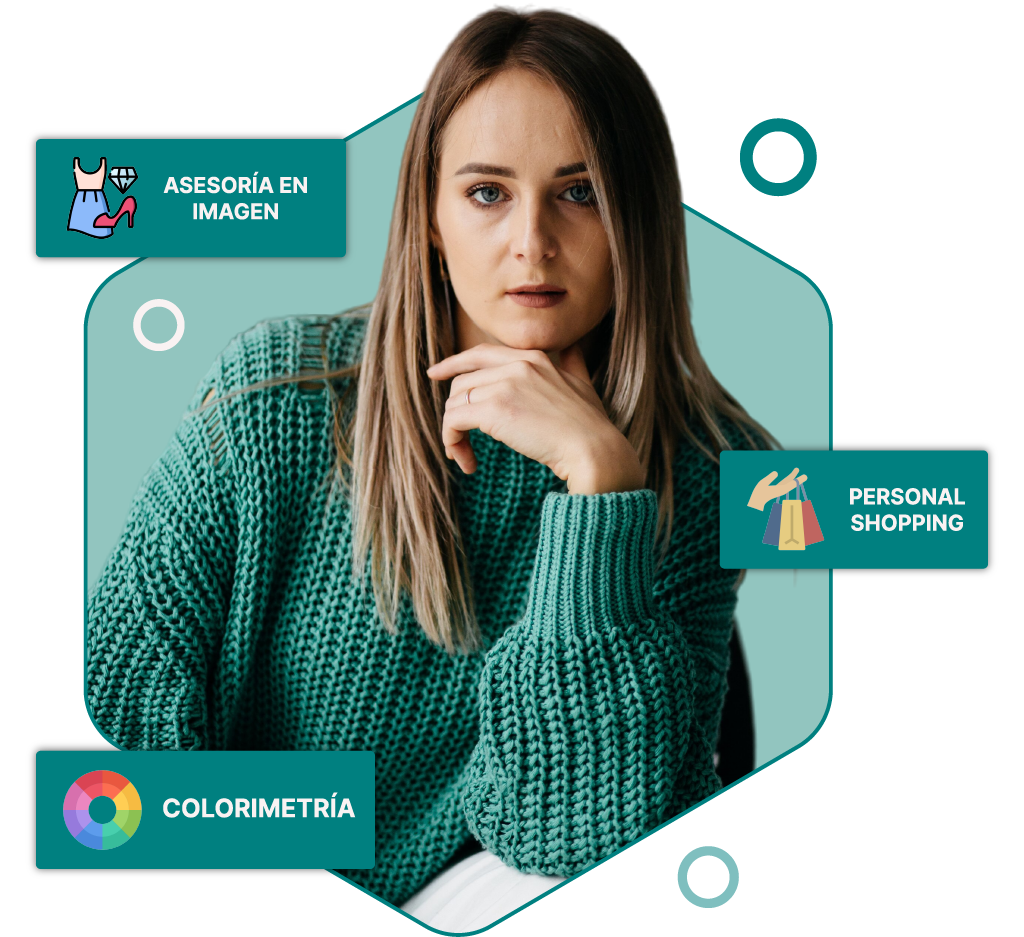 ASESORÍA EN
IMAGEN
PERSONAL
SHOPPING
COLORIMETRÍA